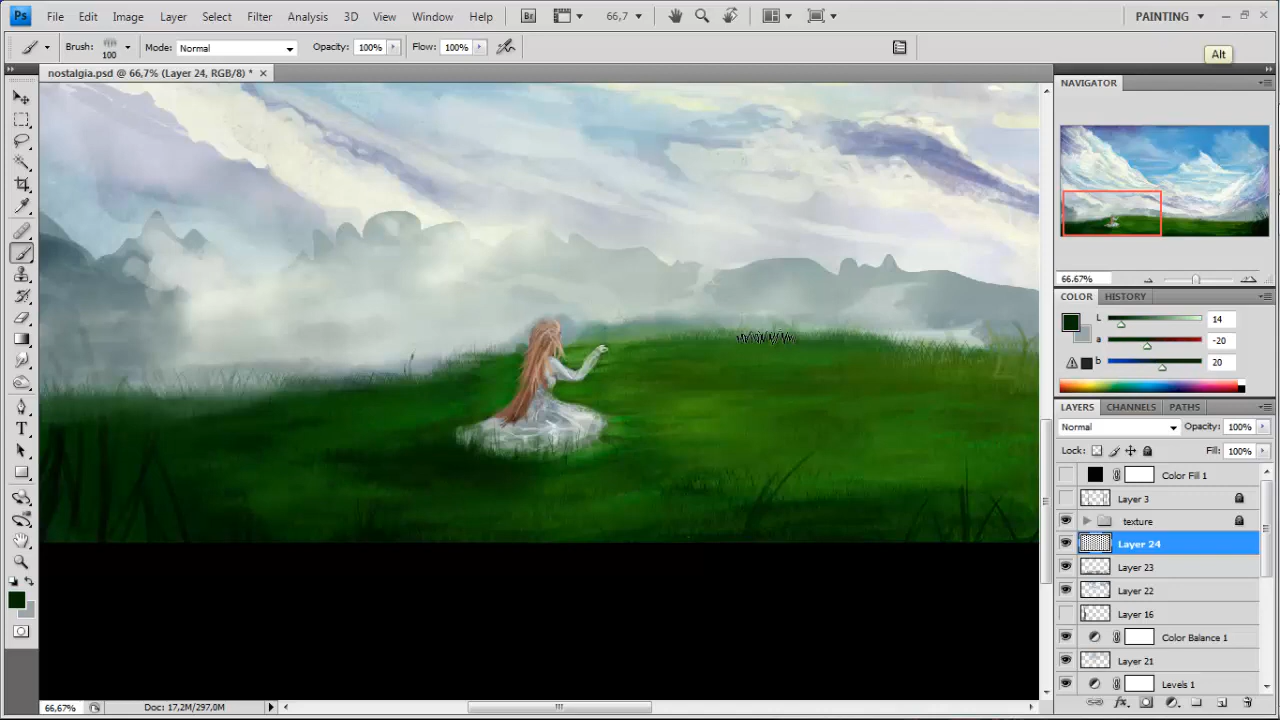 Ps File Edit Image Layer Select Filter Analysis 3D View Window Help Br 66,7 PAINTING
Brush: 100 Mode: Normal Opacity: 100% Flow: 100% Alt
nostalgia.psd @ 66,7% (Layer 24, RGB/8) *
NAVIGATOR
66.67%
COLOR HISTORY
L 14
a -20
b 20
LAYERS CHANNELS PATHS
Normal Opacity: 100%
Lock: Fill: 100%
Color Fill 1
Layer 3
texture
Layer 24
Layer 23
Layer 22
Layer 16
Color Balance 1
Layer 21
Levels 1
T
66,67% Doc: 17,2M/297,0M
fx